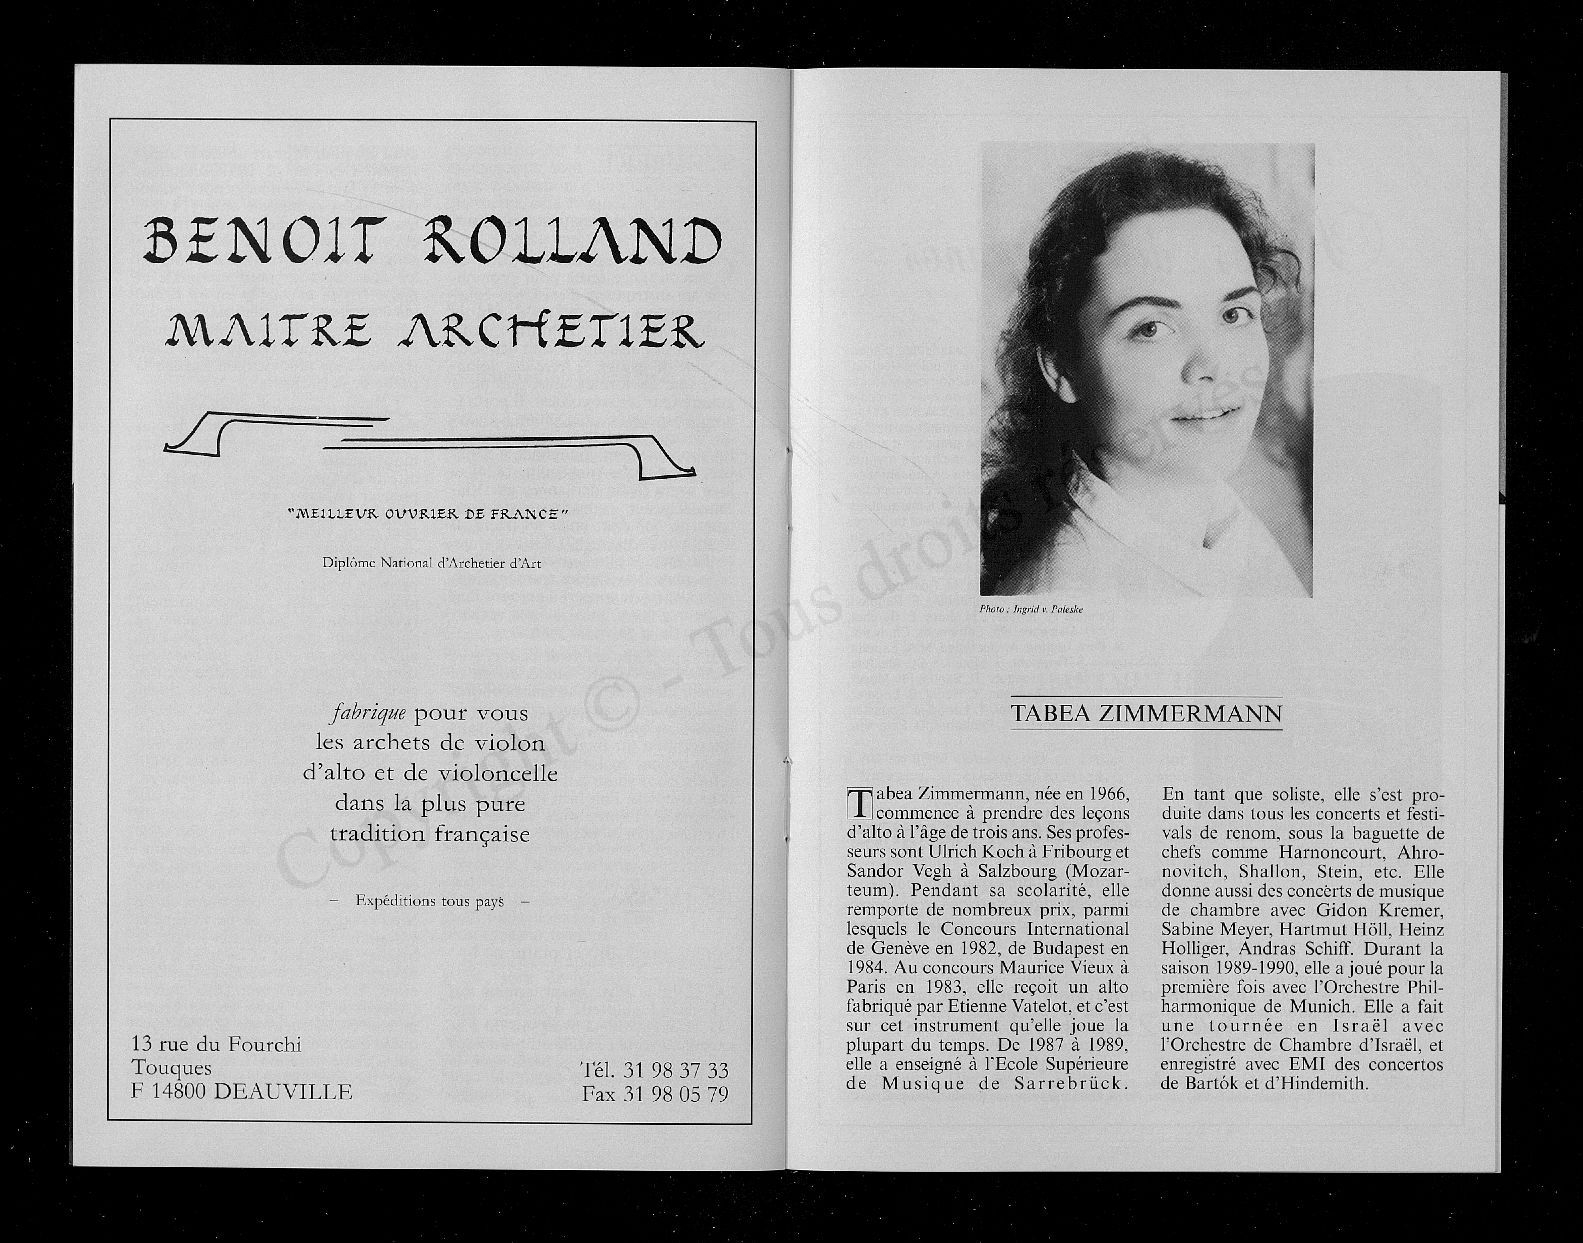 BENOIT ROLLAND
MAITRE ARCHETIER
"MEILLEUR OUVRIER DE FRANCE"
Diplôme National d'Archetier d'Art
fabrique pour vous
les archets de violon
d'alto et de violoncelle
dans la plus pure
tradition française
– Expéditions tous pays –
13 rue du Fourchi
Touques
F 14800 DEAUVILLE
Tél. 31 98 37 33
Fax 31 98 05 79
Photo : Ingrid v. Paleske
TABEA ZIMMERMANN
Tabea Zimmermann, née en 1966,
commence à prendre des leçons
d'alto à l'âge de trois ans. Ses profes-
seurs sont Ulrich Koch à Fribourg et
Sandor Vegh à Salzbourg (Mozar-
teum). Pendant sa scolarité, elle
remporte de nombreux prix, parmi
lesquels le Concours International
de Genève en 1982, de Budapest en
1984. Au concours Maurice Vieux à
Paris en 1983, elle reçoit un alto
fabriqué par Etienne Vatelot, et c'est
sur cet instrument qu'elle joue la
plupart du temps. De 1987 à 1989,
elle a enseigné à l'Ecole Supérieure
de Musique de Sarrebrück.
En tant que soliste, elle s'est pro-
duite dans tous les concerts et festi-
vals de renom, sous la baguette de
chefs comme Harnoncourt, Ahro-
novitch, Shallon, Stein, etc. Elle
donne aussi des concerts de musique
de chambre avec Gidon Kremer,
Sabine Meyer, Hartmut Höll, Heinz
Holliger, Andras Schiff. Durant la
saison 1989-1990, elle a joué pour la
première fois avec l'Orchestre Phil-
harmonique de Munich. Elle a fait
une tournée en Israël avec
l'Orchestre de Chambre d'Israël, et
enregistré avec EMI des concertos
de Bartók et d'Hindemith.
Copyright © - Tous droits réservés